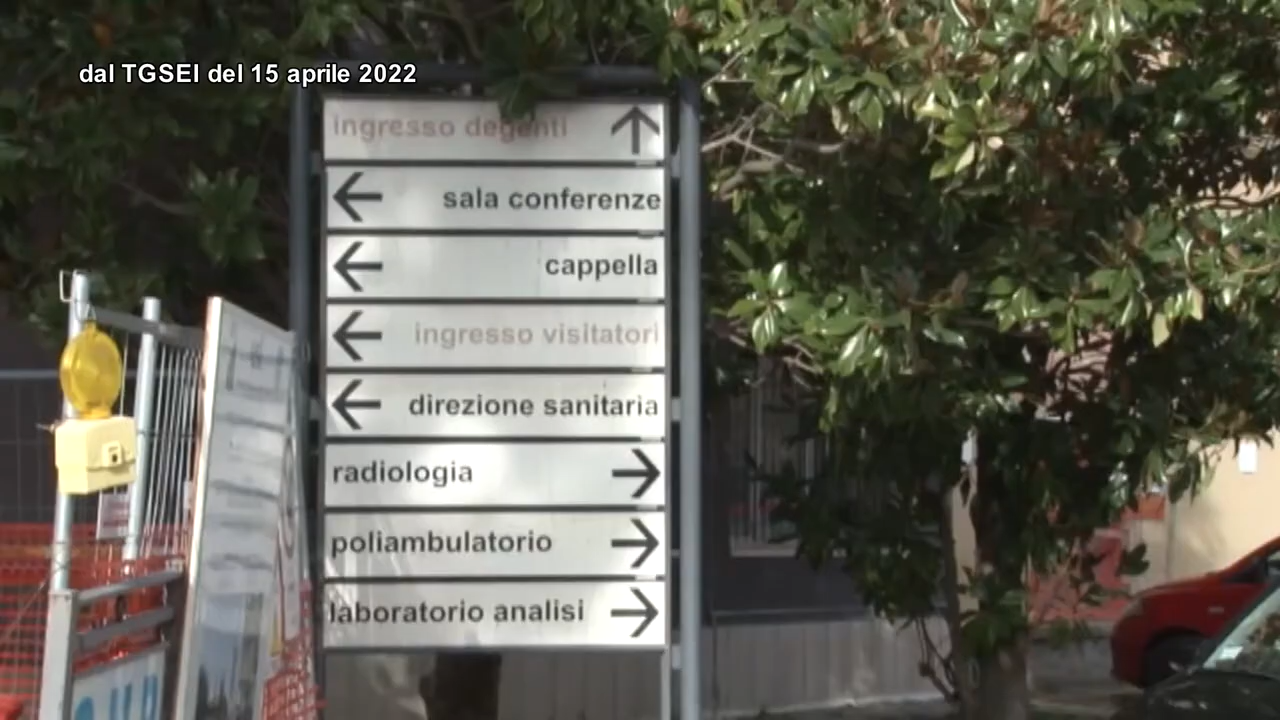 dal TGSEI del 15 aprile 2022
ingresso degenti
sala conferenze
cappella
ingresso visitatori
direzione sanitaria
radiologia
poliambulatorio
laboratorio analisi